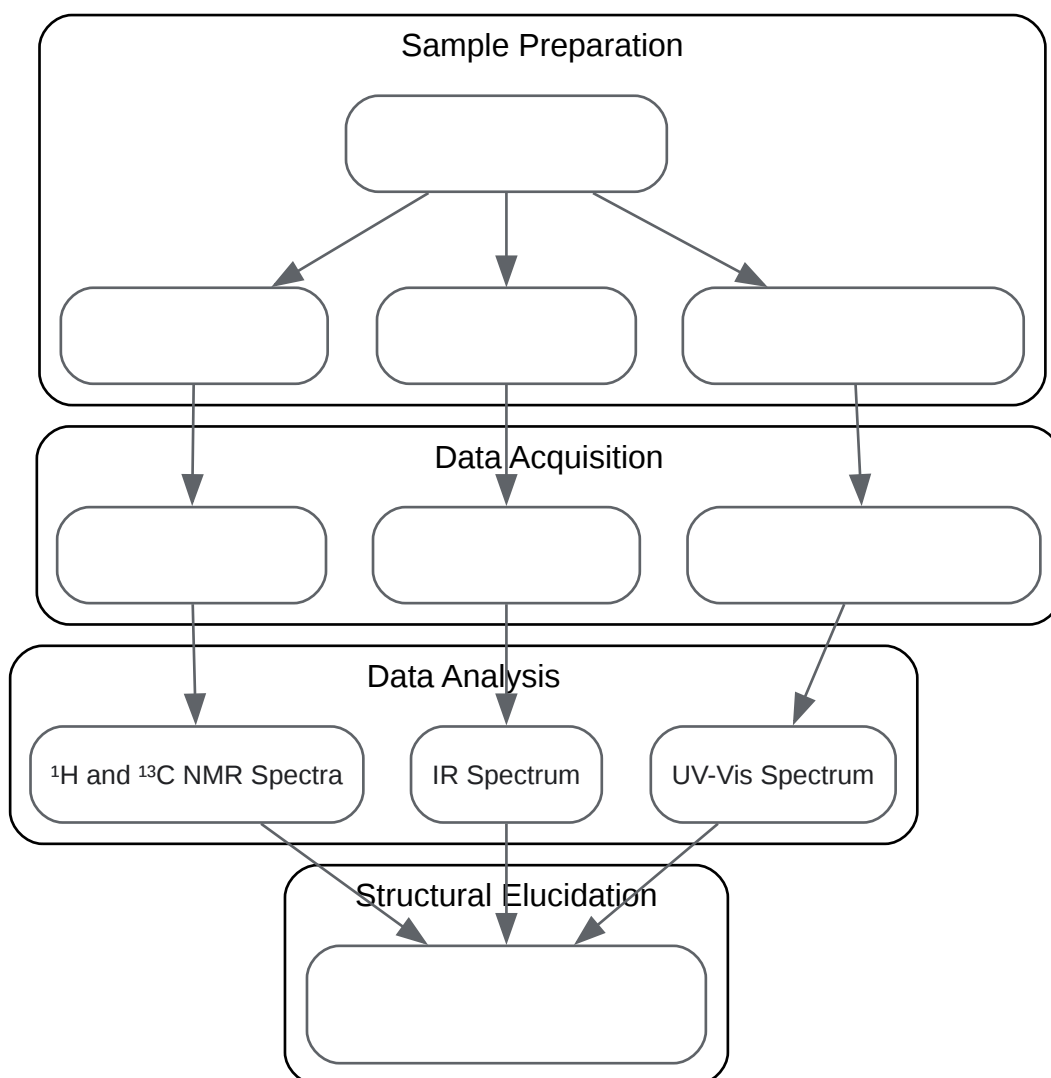 Sample Preparation
Data Acquisition
Data Analysis
¹H and ¹³C NMR Spectra
IR Spectrum
UV-Vis Spectrum
Structural Elucidation